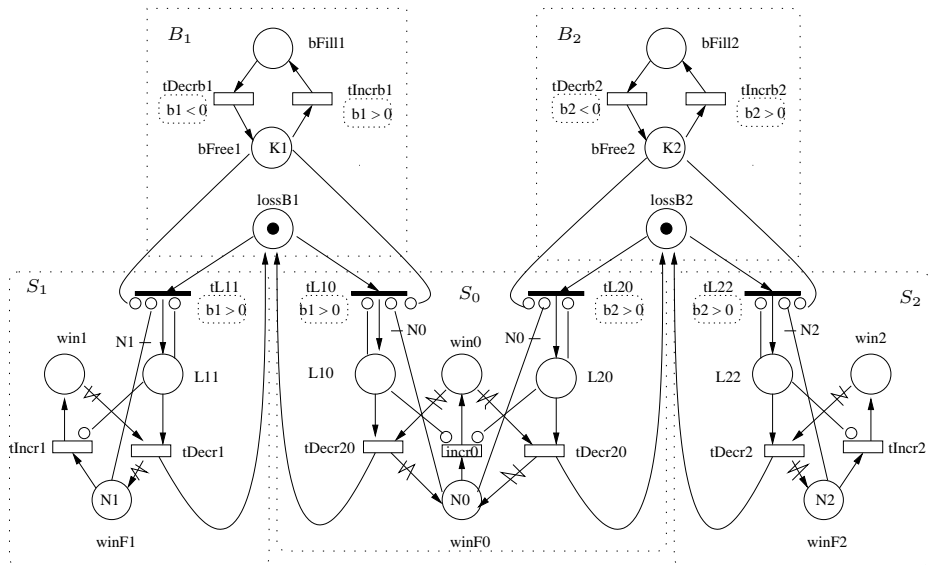 B1
B2
bFill1
bFill2
tDecrb1
tIncrb1
tDecrb2
tIncrb2
b1 < 0
b1 > 0
b2 < 0
b2 > 0
bFree1
K1
bFree2
K2
lossB1
lossB2
S1
tL11
tL10
S0
tL20
tL22
S2
b1 > 0
b1 > 0
b2 > 0
b2 > 0
win1
N1
N0
win0
N0
N2
win2
L11
L10
L20
L22
tIncr1
tDecr1
tDecr20
incr0
tDecr20
tDecr2
tIncr2
N1
N0
N2
winF1
winF0
winF2